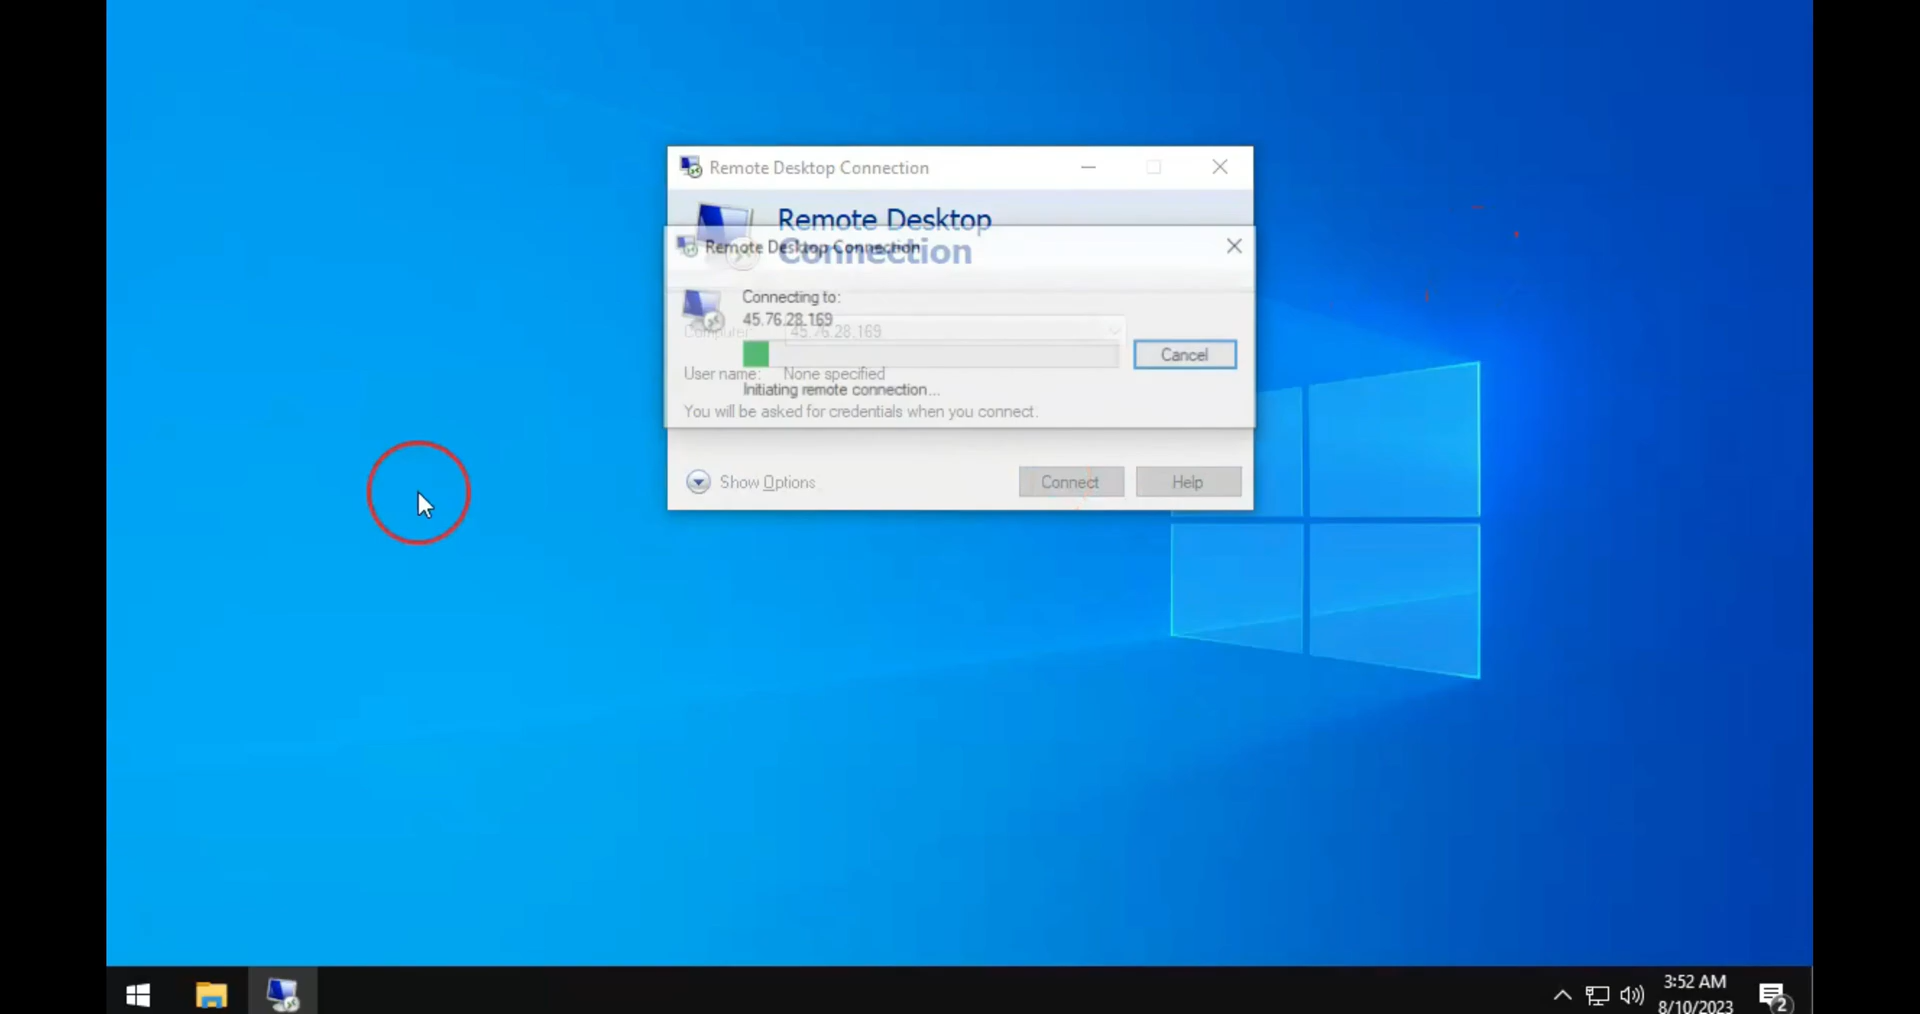 Remote Desktop Connection
Remote Desktop
Connection
Remote Desktop Connection
Connecting to:
45.76.28.169
Computer: 45.76.28.169
Cancel
User name: None specified
Initiating remote connection...
You will be asked for credentials when you connect.
Show Options
Connect
Help
3:52 AM
8/10/2023
2